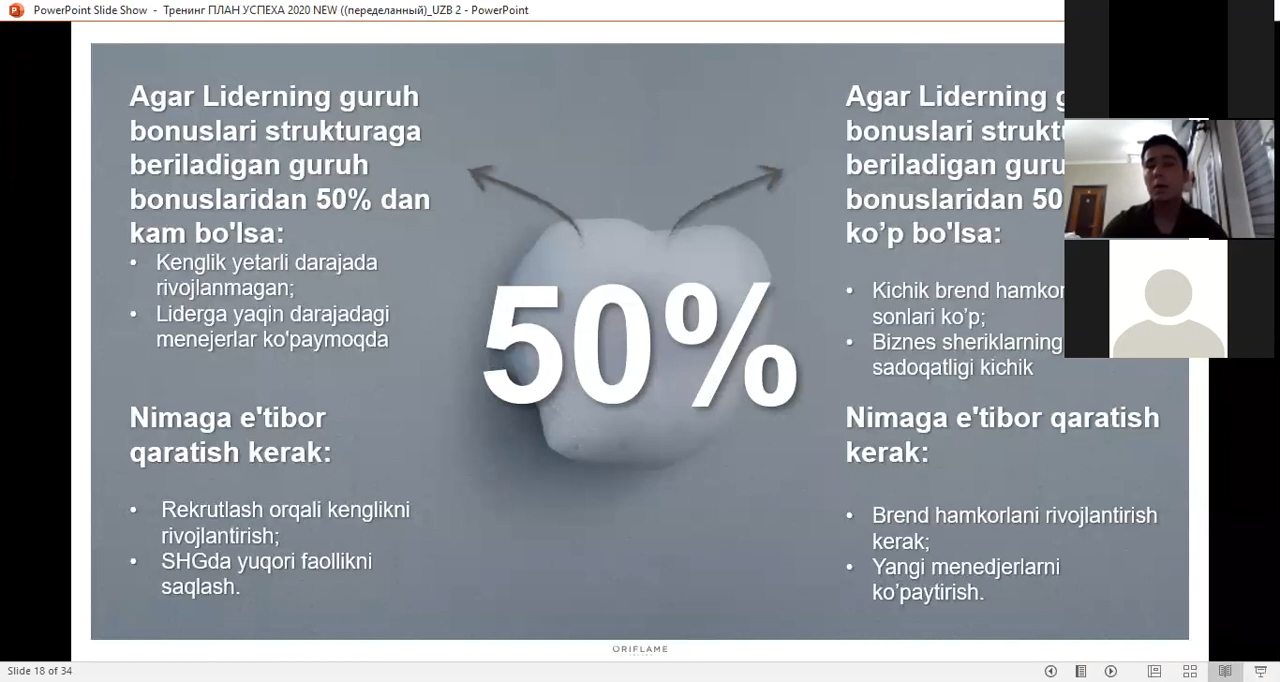 PowerPoint Slide Show - Тренинг ПЛАН УСПЕХА 2020 NEW ((переделанный)_UZB 2 - PowerPoint
Agar Liderning guruh
bonuslari strukturaga
beriladigan guruh
bonuslaridan 50% dan
kam bo'lsa:
• Kenglik yetarli darajada
rivojlanmagan;
• Liderga yaqin darajadagi
menejerlar ko'paymoqda
Nimaga e'tibor
qaratish kerak:
• Rekrutlash orqali kenglikni
rivojlantirish;
• SHGda yuqori faollikni
saqlash.
50%
Agar Liderning
bonuslari
beriladigan
bonuslaridan 50
ko’p bo'lsa:
• Kichik brend
sonlari ko’p;
• Biznes sheriklarning
sadoqatligi kichik
Nimaga e'tibor qaratish
kerak:
• Brend hamkorlani rivojlantirish
kerak;
• Yangi menedjerlarni
ko’paytirish.
ORIFLAME
Slide 18 of 34